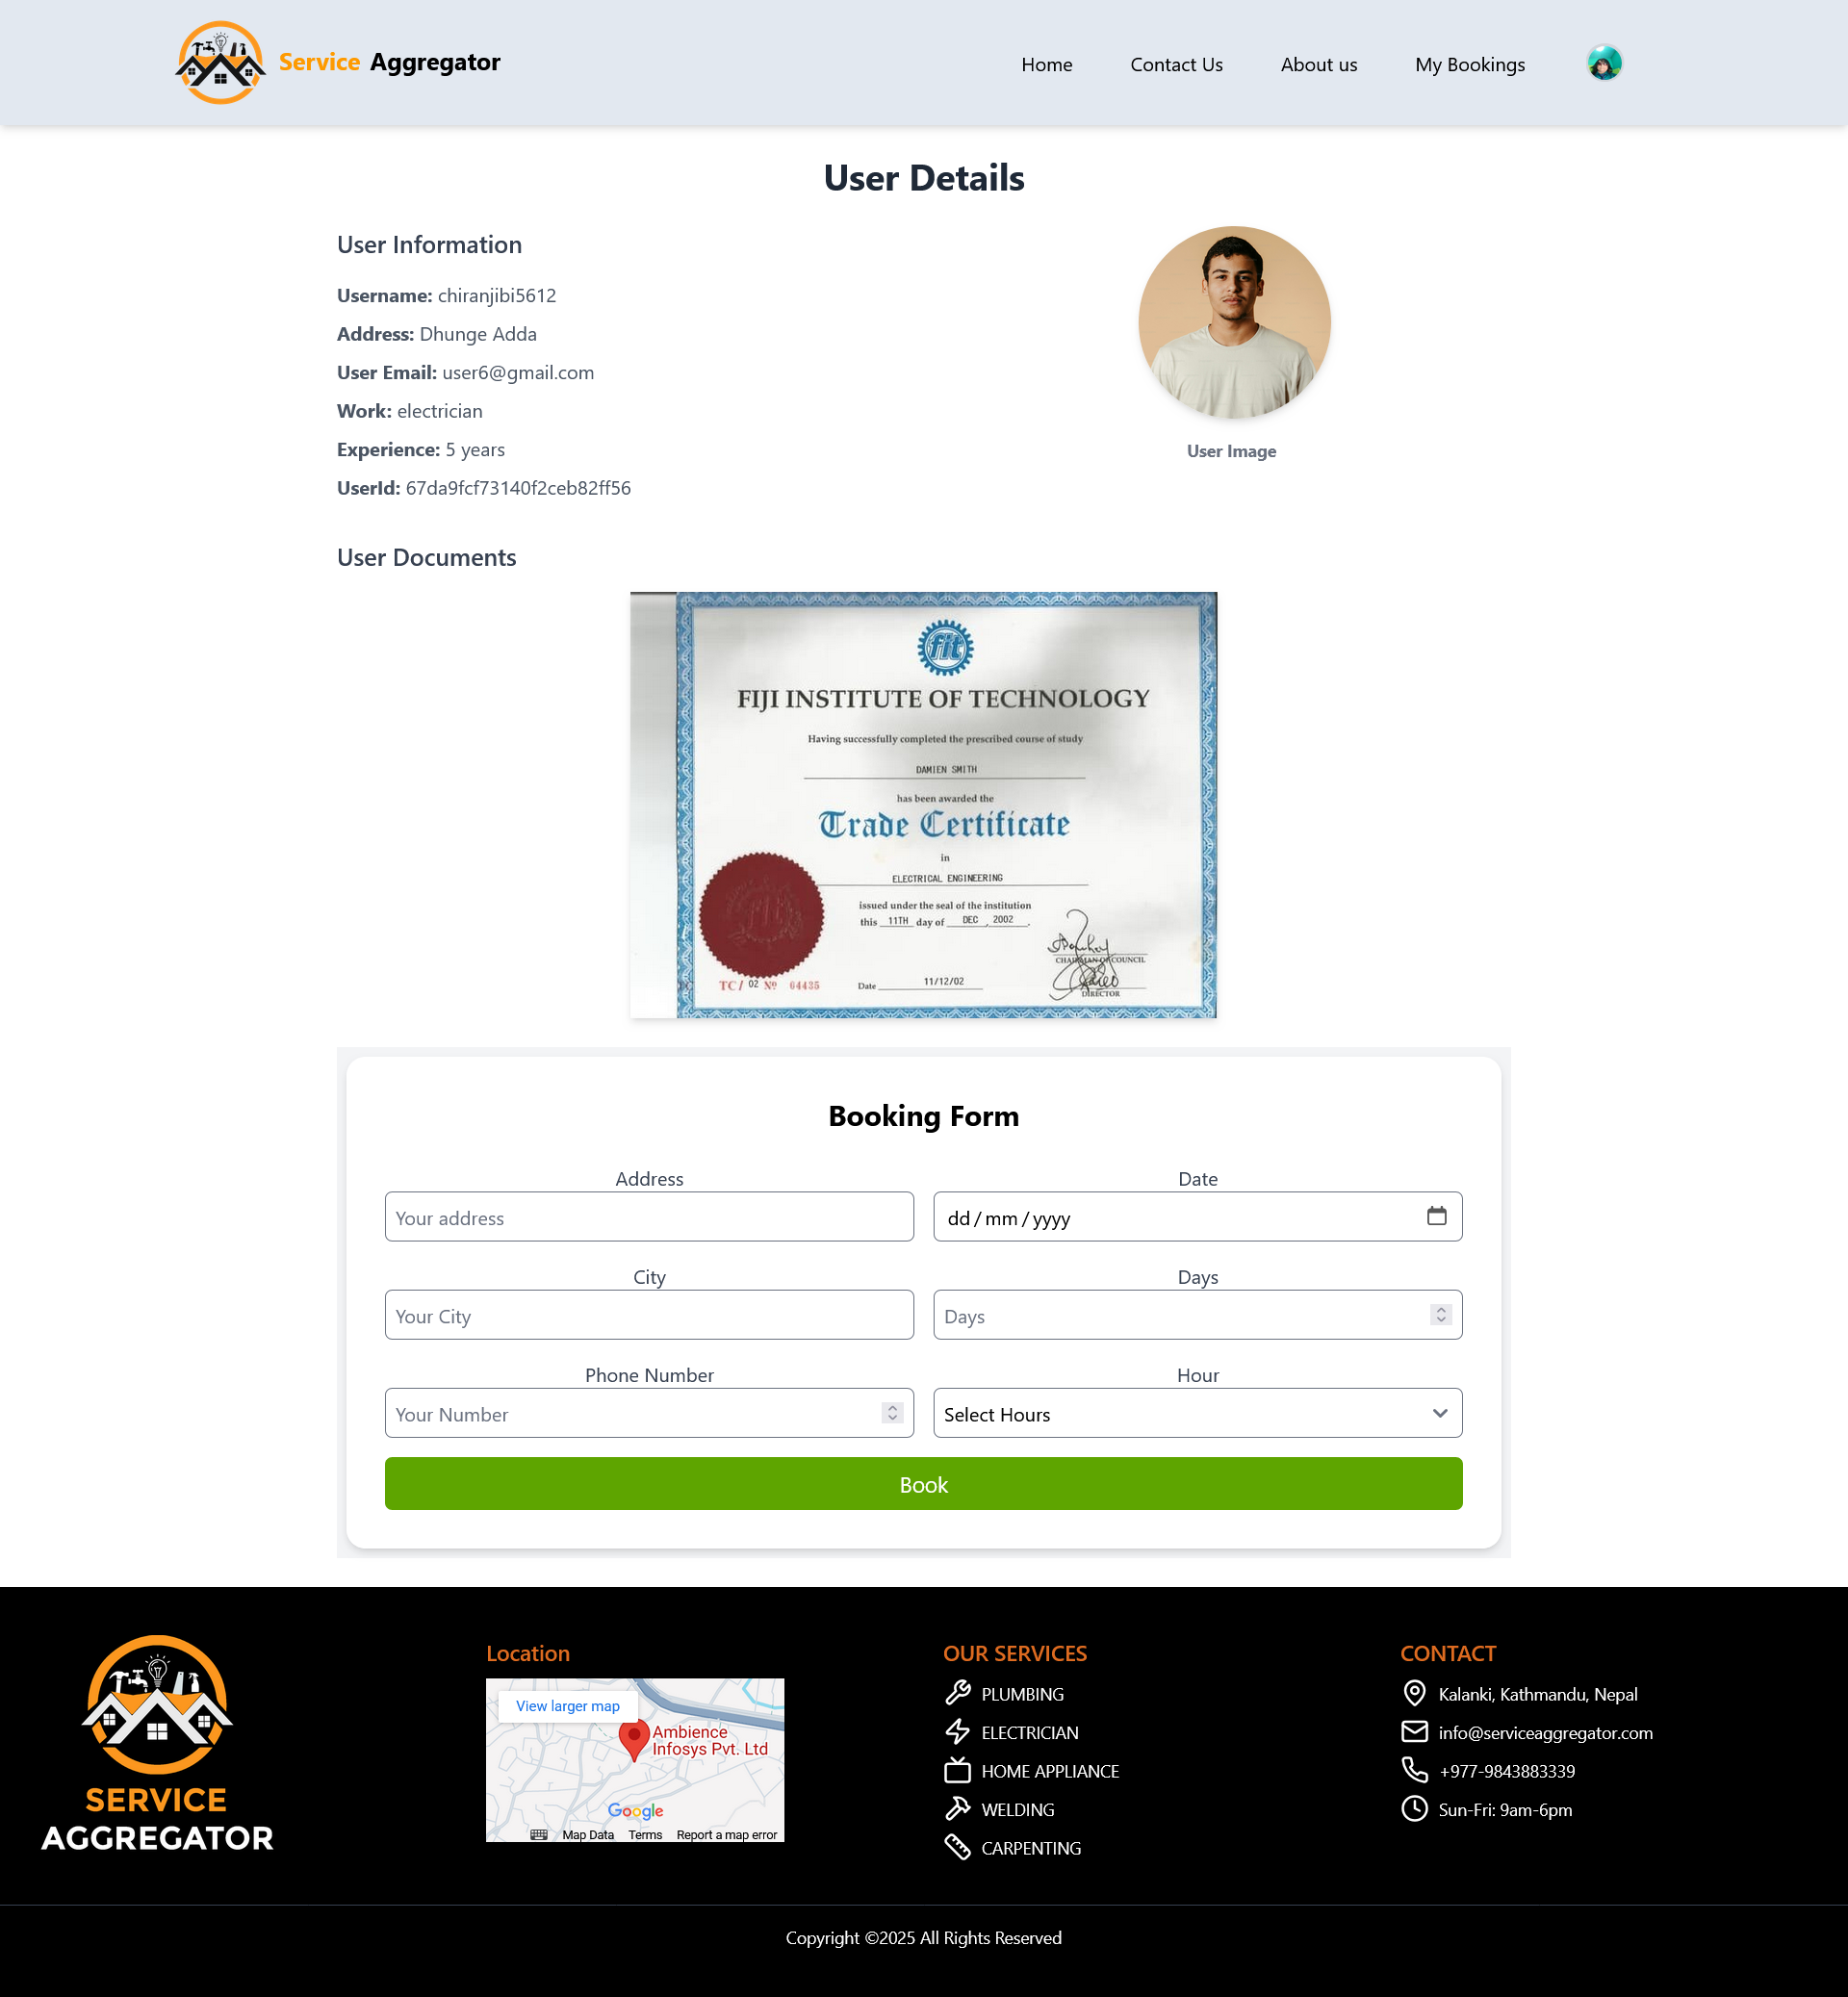 Service Aggregator
Home
Contact Us
About us
My Bookings
User Details
User Information
Username: chiranjibi5612
Address: Dhunge Adda
User Email: user6@gmail.com
Work: electrician
Experience: 5 years
UserId: 67da9fcf73140f2ceb82ff56
User Image
User Documents
fit
FIJI INSTITUTE OF TECHNOLOGY
Having successfully completed the prescribed course of study
DAMIEN SMITH
has been awarded the
Trade Certificate
in
ELECTRICAL ENGINEERING
issued under the seal of the institution
this 11TH day of DEC , 2002 .
CHAIRMAN OF COUNCIL
TC/ 02 Nº 04435
Date 11/12/02
DIRECTOR
Booking Form
Address
Your address
Date
dd/mm/yyyy
City
Your City
Days
Days
Phone Number
Your Number
Hour
Select Hours
Book
SERVICE
AGGREGATOR
Location
View larger map
Ambience
Infosys Pvt. Ltd
Google
Map Data
Terms
Report a map error
OUR SERVICES
PLUMBING
ELECTRICIAN
HOME APPLIANCE
WELDING
CARPENTING
CONTACT
Kalanki, Kathmandu, Nepal
info@serviceaggregator.com
+977-9843883339
Sun-Fri: 9am-6pm
Copyright ©2025 All Rights Reserved